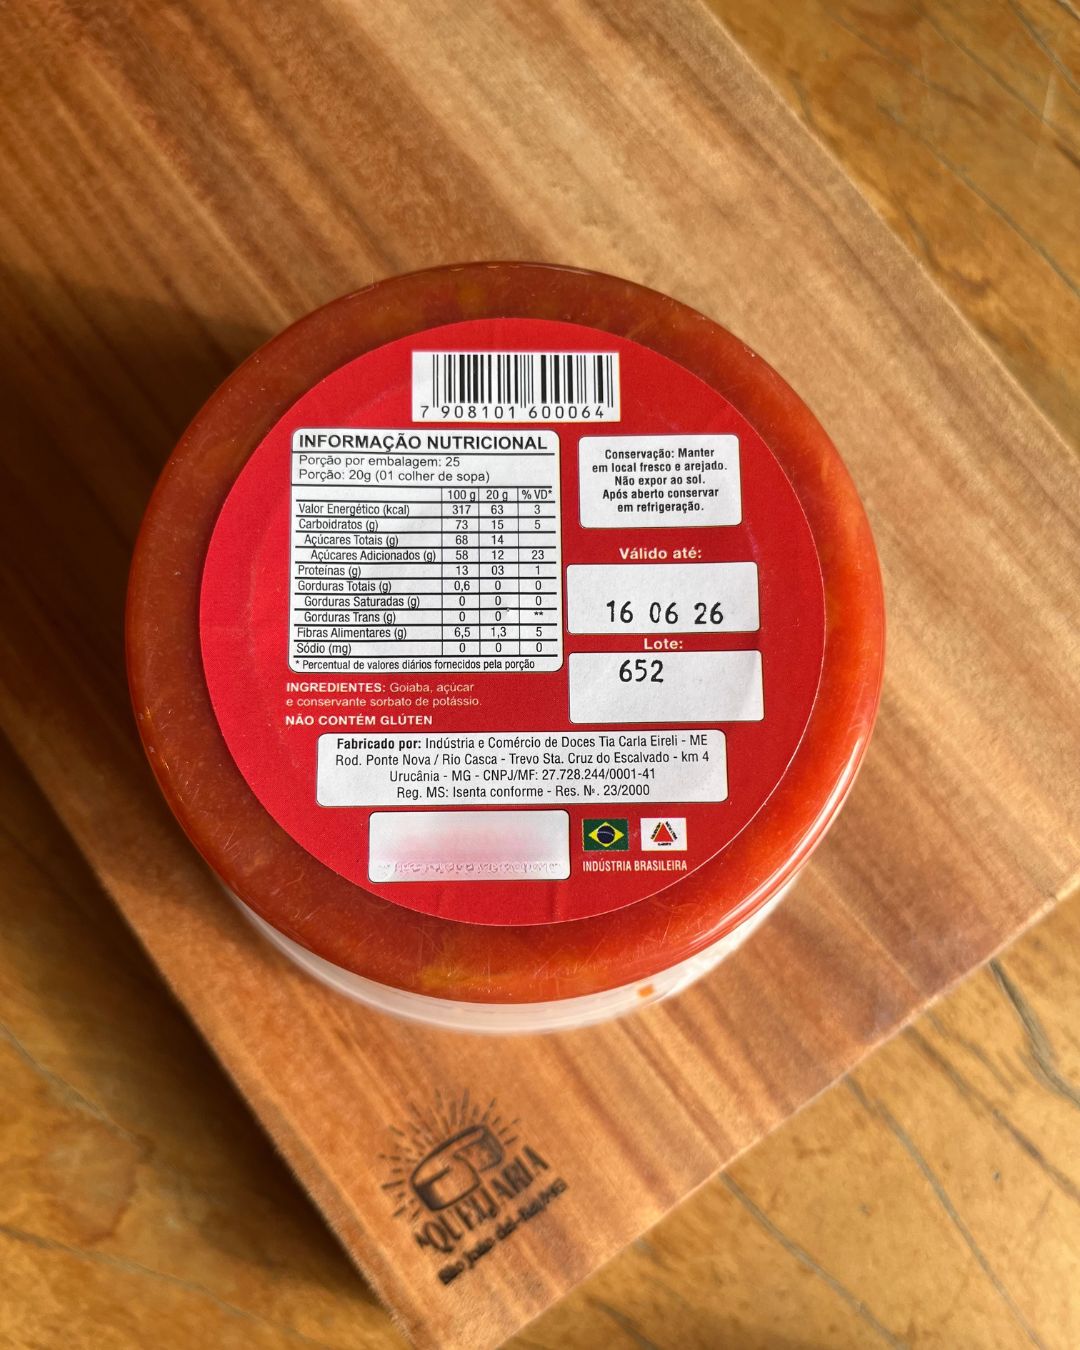 7 908101 600064
INFORMAÇÃO NUTRICIONAL
Porção por embalagem: 25
Porção: 20g (01 colher de sopa)
100 g 20 g % VD*
Valor Energético (kcal) 317 63 3
Carboidratos (g) 73 15 5
Açúcares Totais (g) 68 14
Açúcares Adicionados (g) 58 12 23
Proteínas (g) 13 03 1
Gorduras Totais (g) 0,6 0 0
Gorduras Saturadas (g) 0 0 0
Gorduras Trans (g) 0 0 **
Fibras Alimentares (g) 6,5 1,3 5
Sódio (mg) 0 0 0
* Percentual de valores diários fornecidos pela porção
Conservação: Manter
em local fresco e arejado.
Não expor ao sol.
Após aberto conservar
em refrigeração.
Válido até:
16 06 26
Lote:
652
INGREDIENTES: Goiaba, açúcar
e conservante sorbato de potássio.
NÃO CONTÉM GLÚTEN
Fabricado por: Indústria e Comércio de Doces Tia Carla Eireli - ME
Rod. Ponte Nova / Rio Casca - Trevo Sta. Cruz do Escalvado - km 4
Urucânia - MG - CNPJ/MF: 27.728.244/0001-41
Reg. MS: Isenta conforme - Res. Nº. 23/2000
INDÚSTRIA BRASILEIRA
A QUEIJARIA
São João del-Rei/MG